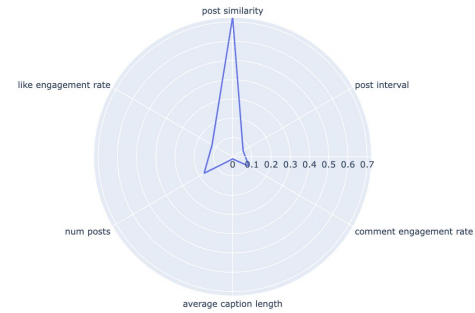 post similarity
like engagement rate
post interval
0 0.1 0.2 0.3 0.4 0.5 0.6 0.7
num posts
comment engagement rate
average caption length